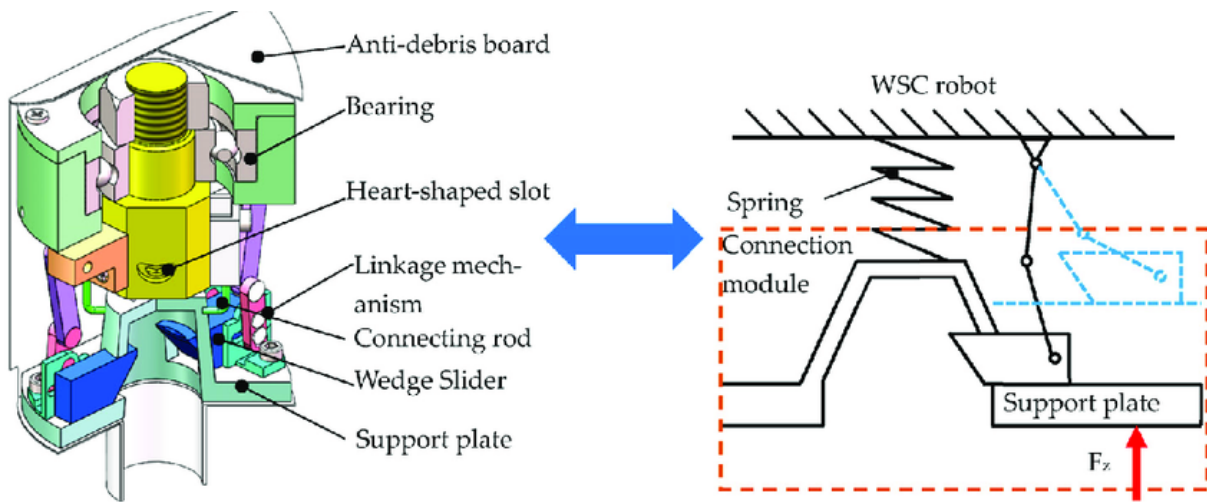 Anti-debris board
Bearing
Heart-shaped slot
Linkage mech-
anism
Connecting rod
Wedge Slider
Support plate
WSC robot
Spring
Connection
module
Support plate
Fz